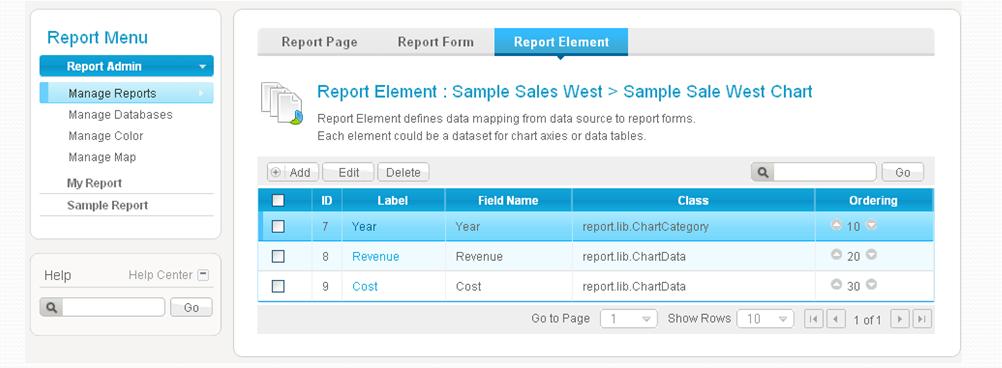 Report Menu
Report Admin
Manage Reports
Manage Databases
Manage Color
Manage Map
My Report
Sample Report
Help
Help Center
Go
Report Page
Report Form
Report Element
Report Element : Sample Sales West > Sample Sale West Chart
Report Element defines data mapping from data source to report forms.
Each element could be a dataset for chart axies or data tables.
Add Edit Delete Go
ID Label Field Name Class Ordering
7 Year Year report.lib.ChartCategory 10
8 Revenue Revenue report.lib.ChartData 20
9 Cost Cost report.lib.ChartData 30
Go to Page 1 Show Rows 10 1 of 1